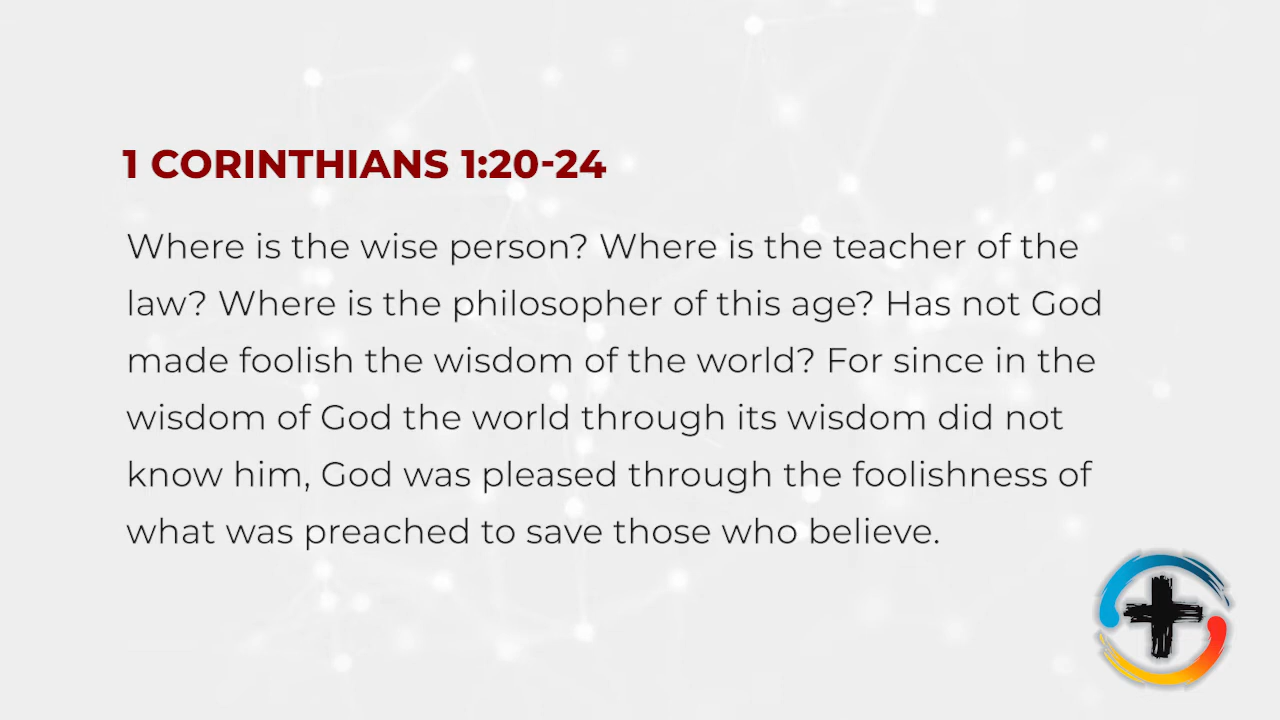 1 CORINTHIANS 1:20-24
Where is the wise person? Where is the teacher of the
law? Where is the philosopher of this age? Has not God
made foolish the wisdom of the world? For since in the
wisdom of God the world through its wisdom did not
know him, God was pleased through the foolishness of
what was preached to save those who believe.